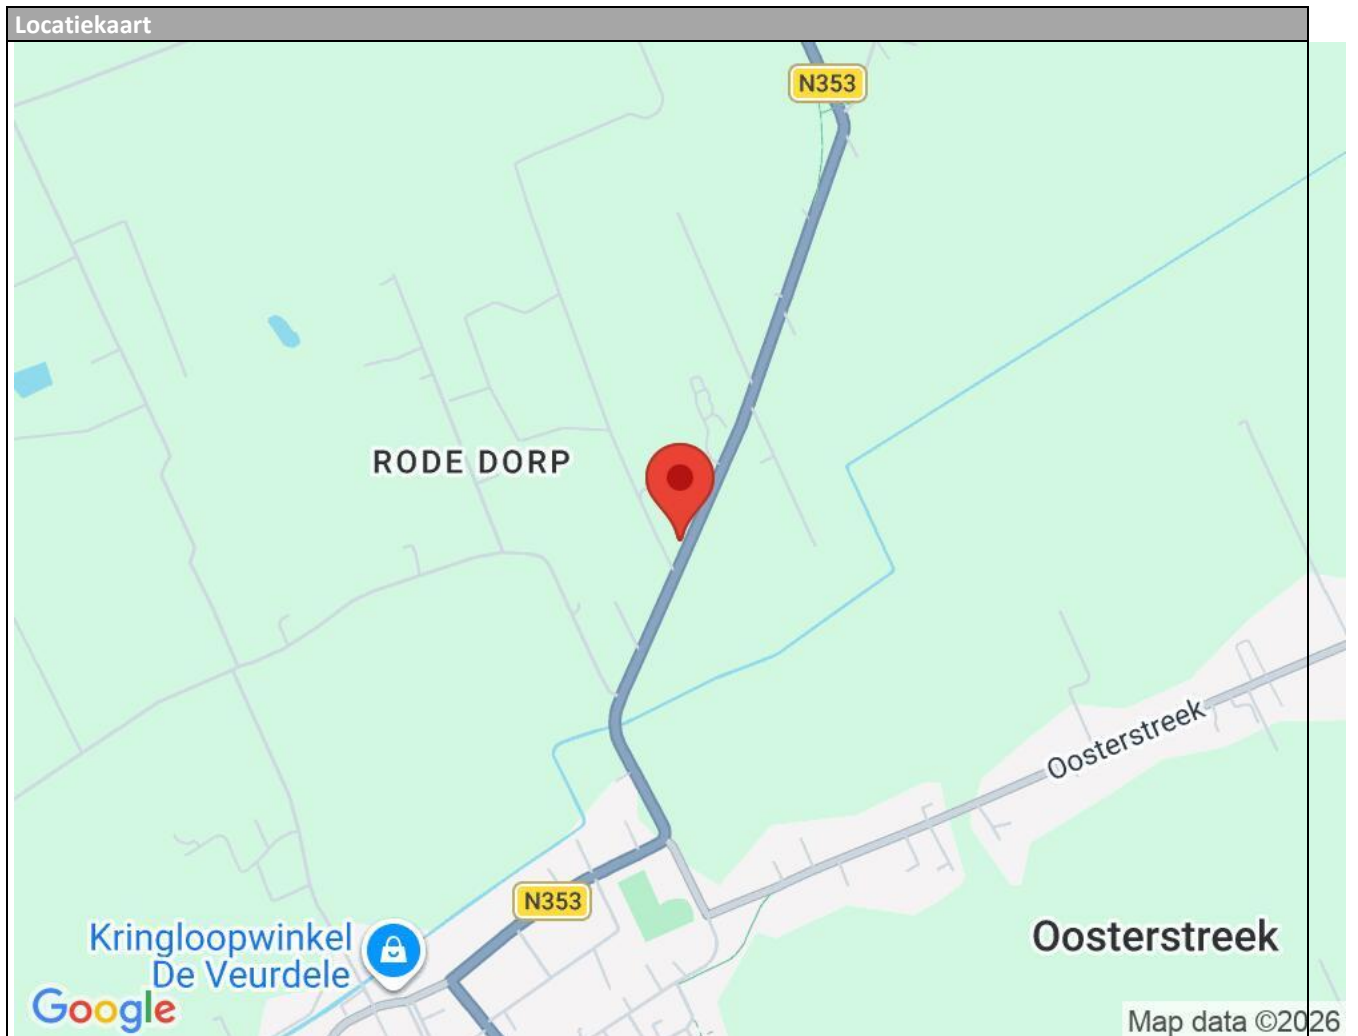 Locatiekaart
N353
RODE DORP
Oosterstreek
N353
Kringloopwinkel
De Veurdele
Oosterstreek
Google
Map data ©2026